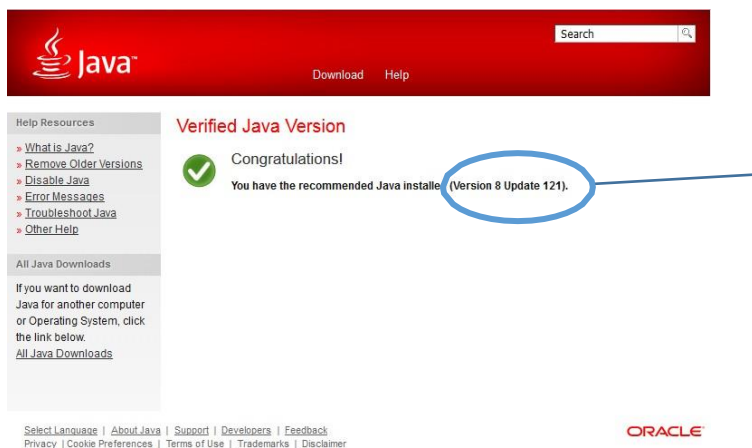 Java™
Search
Download Help
Help Resources
» What is Java?
» Remove Older Versions
» Disable Java
» Error Messages
» Troubleshoot Java
» Other Help
All Java Downloads
If you want to download
Java for another computer
or Operating System, click
the link below.
All Java Downloads
Verified Java Version
Congratulations!
You have the recommended Java installe (Version 8 Update 121).
Select Language | About Java | Support | Developers | Feedback
Privacy | Cookie Preferences | Terms of Use | Trademarks | Disclaimer
ORACLE